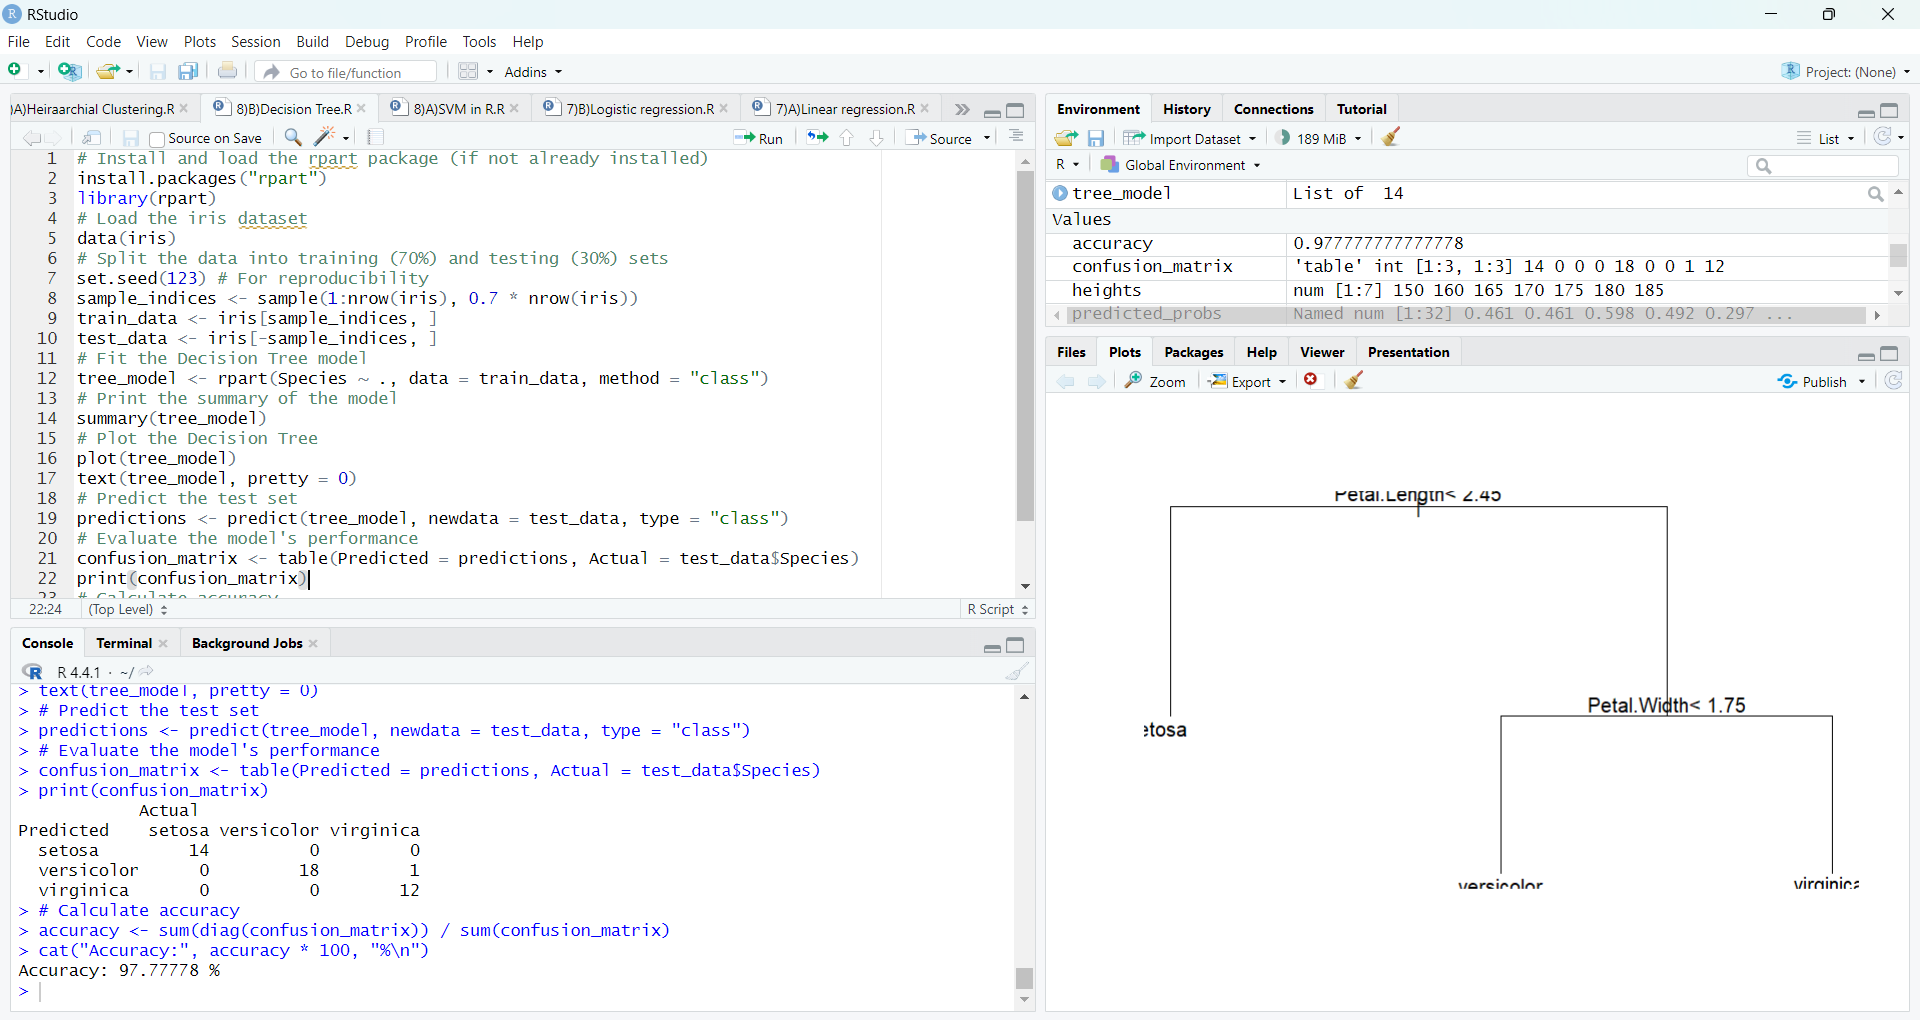 RStudio
File Edit Code View Plots Session Build Debug Profile Tools Help
Go to file/function Addins Project: (None)
)A)Heiraarchial Clustering.R 8)B)Decision Tree.R 8)A)SVM in R.R 7)B)Logistic regression.R 7)A)Linear regression.R
Source on Save Run Source
1 # Install and load the rpart package (if not already installed)
2 install.packages("rpart")
3 library(rpart)
4 # Load the iris dataset
5 data(iris)
6 # Split the data into training (70%) and testing (30%) sets
7 set.seed(123) # For reproducibility
8 sample_indices <- sample(1:nrow(iris), 0.7 * nrow(iris))
9 train_data <- iris[sample_indices, ]
10 test_data <- iris[-sample_indices, ]
11 # Fit the Decision Tree model
12 tree_model <- rpart(Species ~ ., data = train_data, method = "class")
13 # Print the summary of the model
14 summary(tree_model)
15 # Plot the Decision Tree
16 plot(tree_model)
17 text(tree_model, pretty = 0)
18 # Predict the test set
19 predictions <- predict(tree_model, newdata = test_data, type = "class")
20 # Evaluate the model's performance
21 confusion_matrix <- table(Predicted = predictions, Actual = test_data$Species)
22 print(confusion_matrix)
23 # Calculate accuracy
22:24 (Top Level) R Script
Console Terminal Background Jobs
R 4.4.1 · ~/
> text(tree_model, pretty = 0)
> # Predict the test set
> predictions <- predict(tree_model, newdata = test_data, type = "class")
> # Evaluate the model's performance
> confusion_matrix <- table(Predicted = predictions, Actual = test_data$Species)
> print(confusion_matrix)
Actual
Predicted setosa versicolor virginica
setosa 14 0 0
versicolor 0 18 1
virginica 0 0 12
> # Calculate accuracy
> accuracy <- sum(diag(confusion_matrix)) / sum(confusion_matrix)
> cat("Accuracy:", accuracy * 100, "%\n")
Accuracy: 97.77778 %
>
Environment History Connections Tutorial
Import Dataset 189 MiB List
R Global Environment
tree_model List of 14
Values
accuracy 0.977777777777778
confusion_matrix 'table' int [1:3, 1:3] 14 0 0 0 18 0 0 1 12
heights num [1:7] 150 160 165 170 175 180 185
predicted_probs Named num [1:32] 0.461 0.461 0.598 0.492 0.297 ...
Files Plots Packages Help Viewer Presentation
Zoom Export Publish
Petal.Length< 2.45
etosa
Petal.Width< 1.75
versicolor
virginica